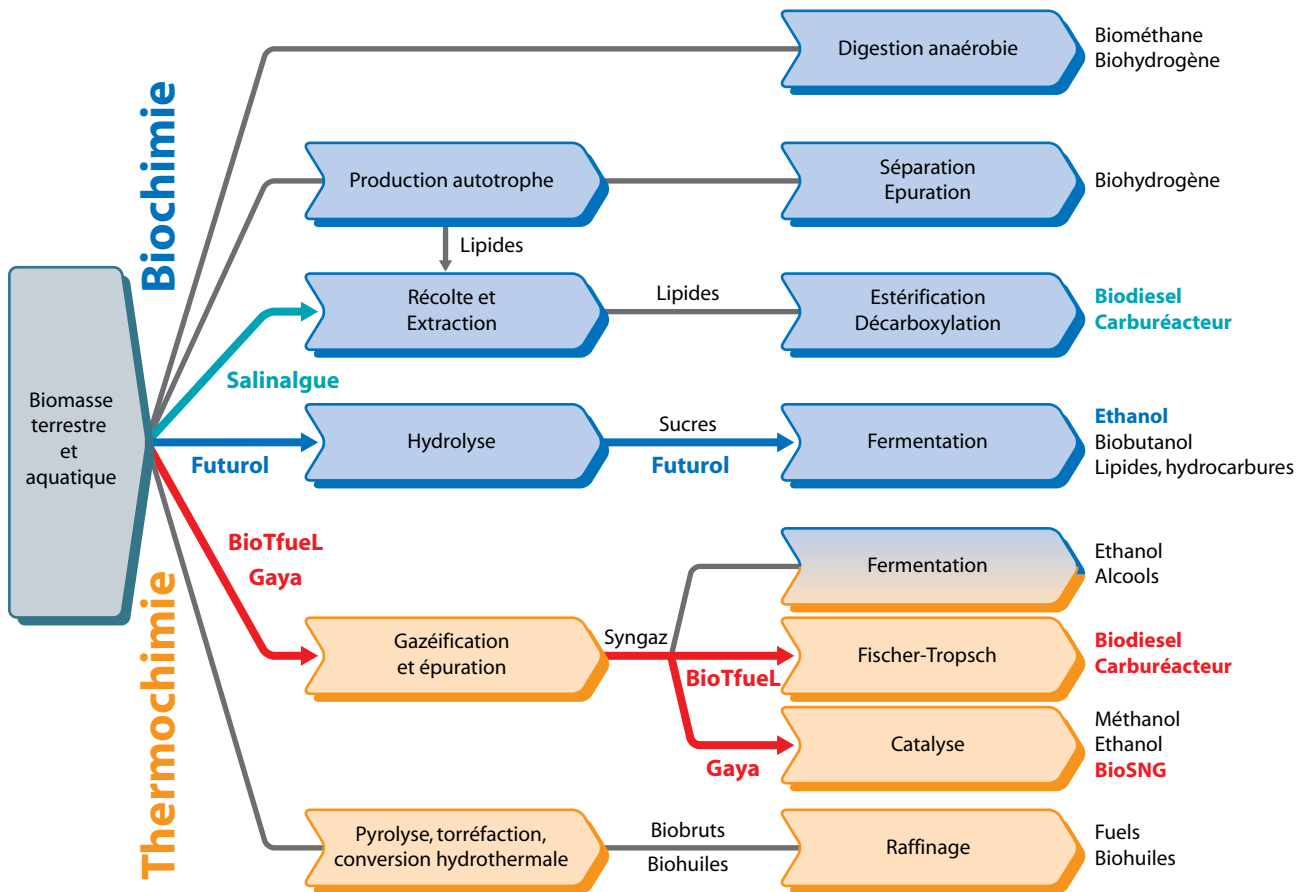 Biochimie
Thermochimie
Biomasse
terrestre
et
aquatique
Digestion anaérobie
Biométhane
Biohydrogène
Production autotrophe
Séparation
Epuration
Biohydrogène
Lipides
Récolte et
Extraction
Lipides
Estérification
Décarboxylation
Biodiesel
Carburéacteur
Salinalgue
Futurol
Hydrolyse
Sucres
Futurol
Fermentation
Ethanol
Biobutanol
Lipides, hydrocarbures
BioTfueL
Gaya
Gazéification
et épuration
Syngaz
Fermentation
Ethanol
Alcools
BioTfueL
Fischer-Tropsch
Biodiesel
Carburéacteur
Gaya
Catalyse
Méthanol
Ethanol
BioSNG
Pyrolyse, torréfaction,
conversion hydrothermale
Biobruts
Biohuiles
Raffinage
Fuels
Biohuiles